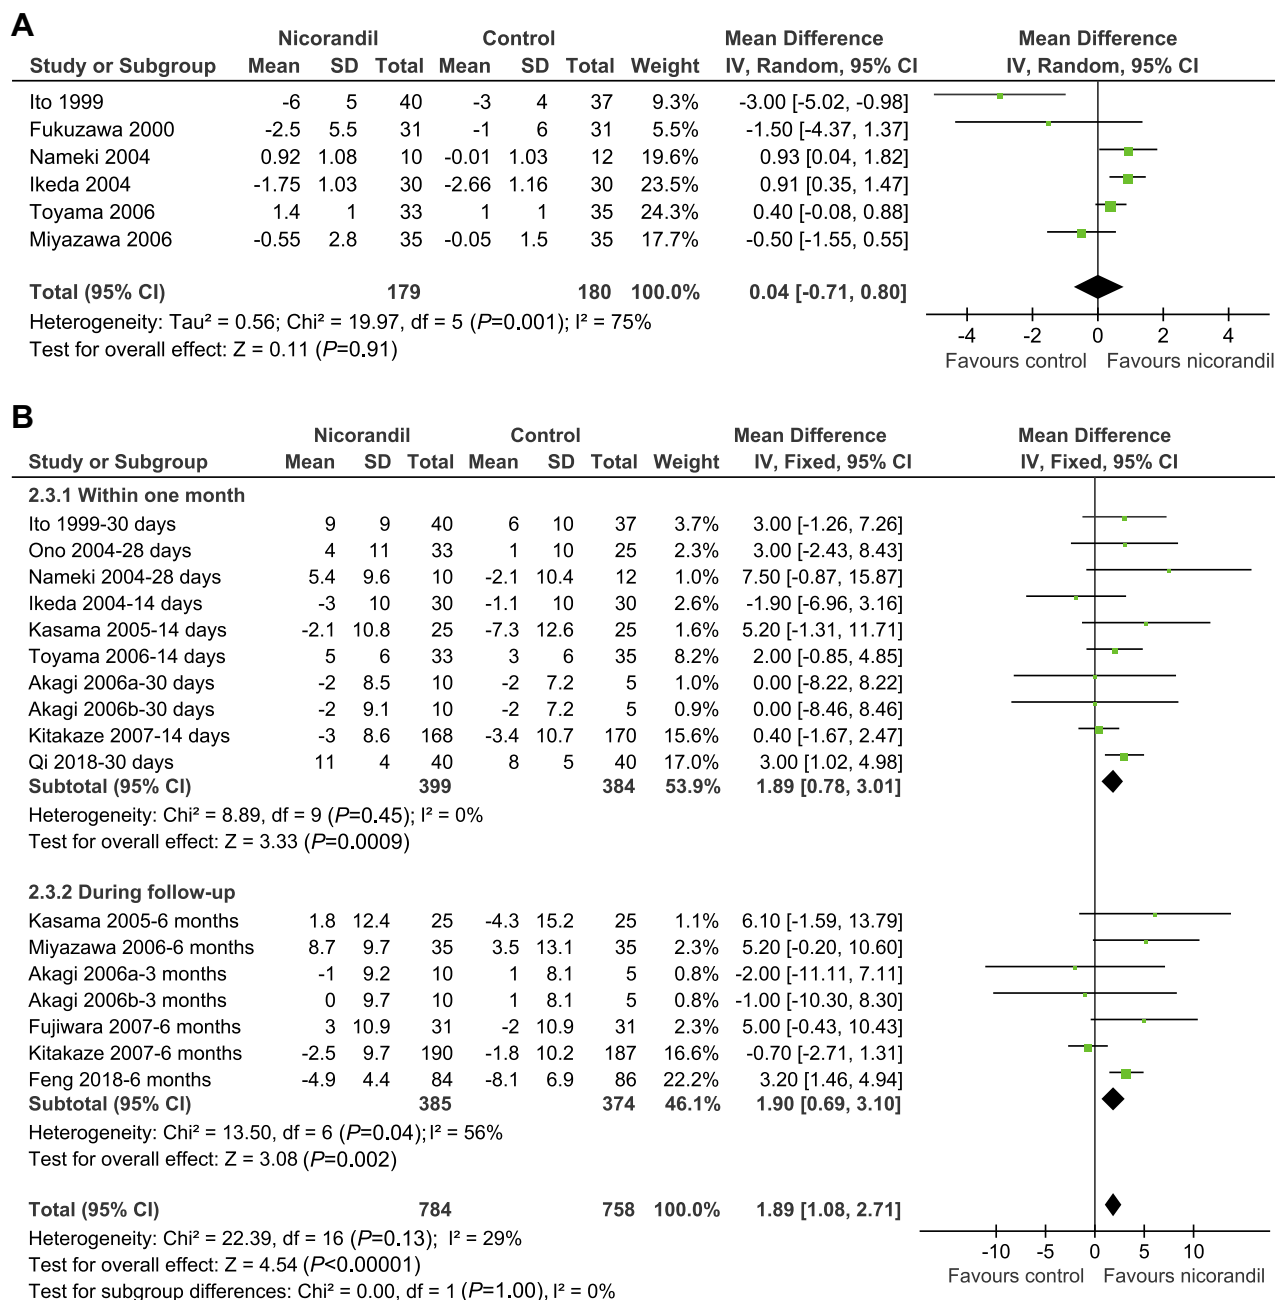 A
Nicorandil Control Mean Difference Mean Difference
Study or Subgroup Mean SD Total Mean SD Total Weight IV, Random, 95% CI IV, Random, 95% CI
Ito 1999 -6 5 40 -3 4 37 9.3% -3.00 [-5.02, -0.98]
Fukuzawa 2000 -2.5 5.5 31 -1 6 31 5.5% -1.50 [-4.37, 1.37]
Nameki 2004 0.92 1.08 10 -0.01 1.03 12 19.6% 0.93 [0.04, 1.82]
Ikeda 2004 -1.75 1.03 30 -2.66 1.16 30 23.5% 0.91 [0.35, 1.47]
Toyama 2006 1.4 1 33 1 1 35 24.3% 0.40 [-0.08, 0.88]
Miyazawa 2006 -0.55 2.8 35 -0.05 1.5 35 17.7% -0.50 [-1.55, 0.55]
Total (95% CI) 179 180 100.0% 0.04 [-0.71, 0.80]
Heterogeneity: Tau² = 0.56; Chi² = 19.97, df = 5 (P=0.001); I² = 75%
Test for overall effect: Z = 0.11 (P=0.91)
-4 -2 0 2 4
Favours control Favours nicorandil
B
Nicorandil Control Mean Difference Mean Difference
Study or Subgroup Mean SD Total Mean SD Total Weight IV, Fixed, 95% CI IV, Fixed, 95% CI
2.3.1 Within one month
Ito 1999-30 days 9 9 40 6 10 37 3.7% 3.00 [-1.26, 7.26]
Ono 2004-28 days 4 11 33 1 10 25 2.3% 3.00 [-2.43, 8.43]
Nameki 2004-28 days 5.4 9.6 10 -2.1 10.4 12 1.0% 7.50 [-0.87, 15.87]
Ikeda 2004-14 days -3 10 30 -1.1 10 30 2.6% -1.90 [-6.96, 3.16]
Kasama 2005-14 days -2.1 10.8 25 -7.3 12.6 25 1.6% 5.20 [-1.31, 11.71]
Toyama 2006-14 days 5 6 33 3 6 35 8.2% 2.00 [-0.85, 4.85]
Akagi 2006a-30 days -2 8.5 10 -2 7.2 5 1.0% 0.00 [-8.22, 8.22]
Akagi 2006b-30 days -2 9.1 10 -2 7.2 5 0.9% 0.00 [-8.46, 8.46]
Kitakaze 2007-14 days -3 8.6 168 -3.4 10.7 170 15.6% 0.40 [-1.67, 2.47]
Qi 2018-30 days 11 4 40 8 5 40 17.0% 3.00 [1.02, 4.98]
Subtotal (95% CI) 399 384 53.9% 1.89 [0.78, 3.01]
Heterogeneity: Chi² = 8.89, df = 9 (P=0.45); I² = 0%
Test for overall effect: Z = 3.33 (P=0.0009)
2.3.2 During follow-up
Kasama 2005-6 months 1.8 12.4 25 -4.3 15.2 25 1.1% 6.10 [-1.59, 13.79]
Miyazawa 2006-6 months 8.7 9.7 35 3.5 13.1 35 2.3% 5.20 [-0.20, 10.60]
Akagi 2006a-3 months -1 9.2 10 1 8.1 5 0.8% -2.00 [-11.11, 7.11]
Akagi 2006b-3 months 0 9.7 10 1 8.1 5 0.8% -1.00 [-10.30, 8.30]
Fujiwara 2007-6 months 3 10.9 31 -2 10.9 31 2.3% 5.00 [-0.43, 10.43]
Kitakaze 2007-6 months -2.5 9.7 190 -1.8 10.2 187 16.6% -0.70 [-2.71, 1.31]
Feng 2018-6 months -4.9 4.4 84 -8.1 6.9 86 22.2% 3.20 [1.46, 4.94]
Subtotal (95% CI) 385 374 46.1% 1.90 [0.69, 3.10]
Heterogeneity: Chi² = 13.50, df = 6 (P=0.04); I² = 56%
Test for overall effect: Z = 3.08 (P=0.002)
Total (95% CI) 784 758 100.0% 1.89 [1.08, 2.71]
Heterogeneity: Chi² = 22.39, df = 16 (P=0.13); I² = 29%
Test for overall effect: Z = 4.54 (P<0.00001)
Test for subgroup differences: Chi² = 0.00, df = 1 (P=1.00), I² = 0%
-10 -5 0 5 10
Favours control Favours nicorandil